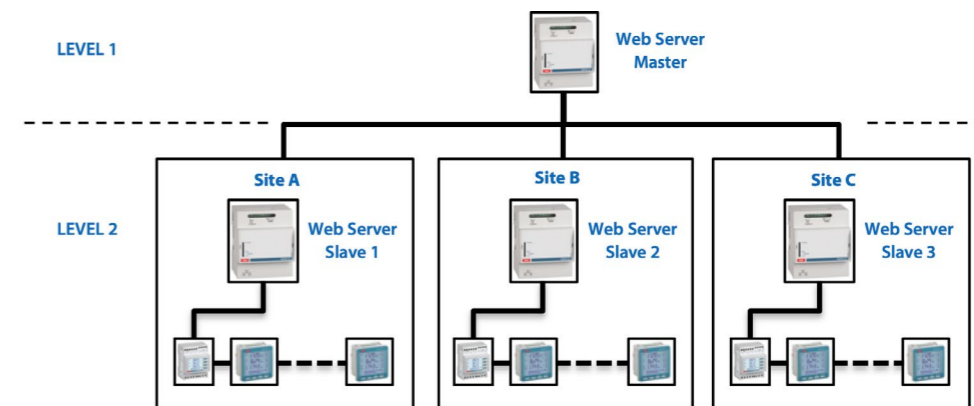 LEVEL 1
Web Server
Master
Site A
Site B
Site C
LEVEL 2
Web Server
Slave 1
Web Server
Slave 2
Web Server
Slave 3